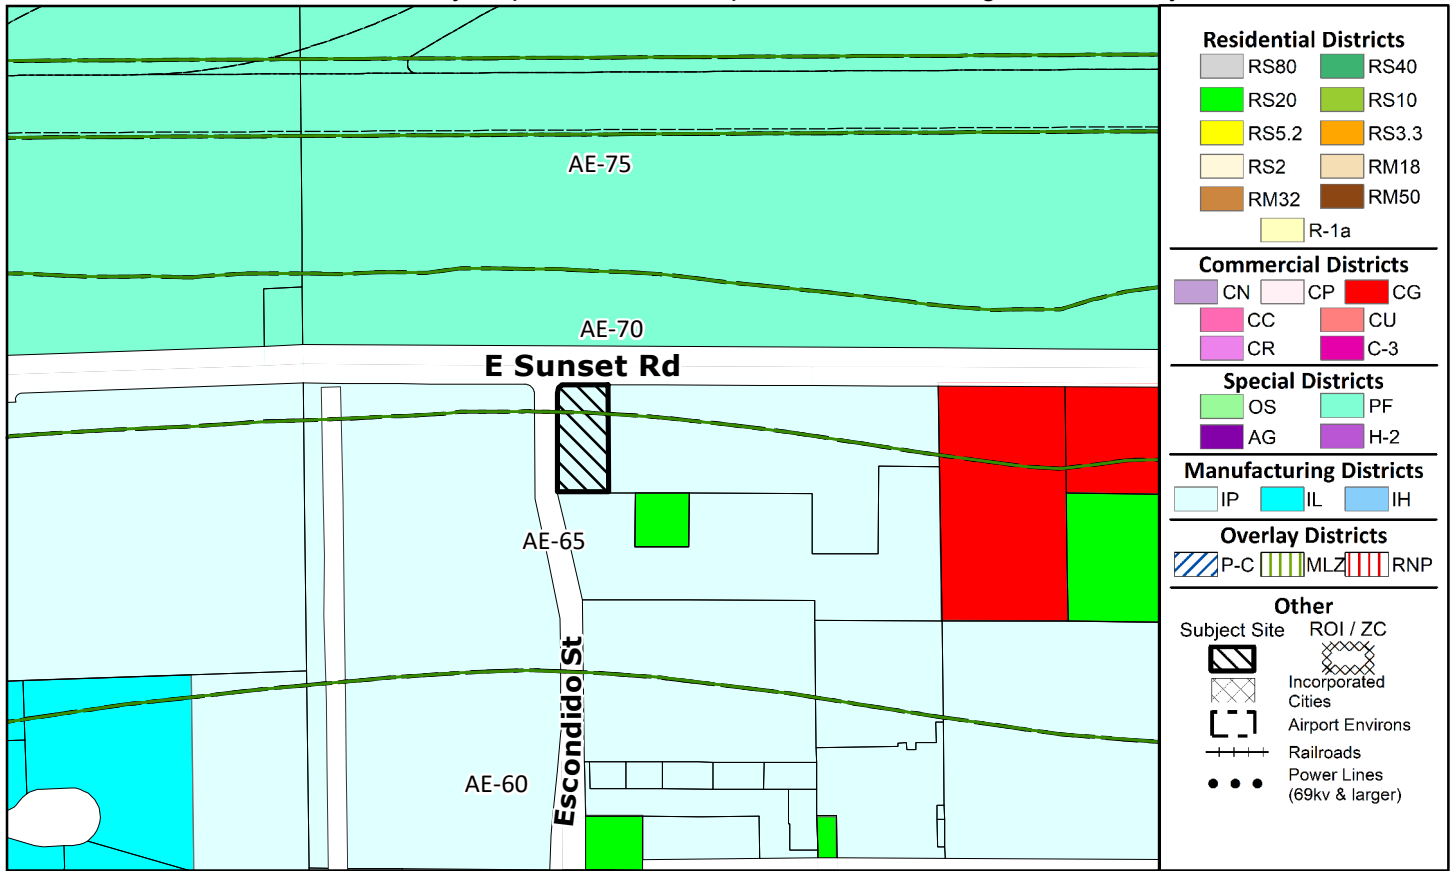 AE-75
AE-70
E Sunset Rd
AE-65
Escondido St
AE-60
Residential Districts
RS80 RS40
RS20 RS10
RS5.2 RS3.3
RS2 RM18
RM32 RM50
R-1a
Commercial Districts
CN CP CG
CC CU
CR C-3
Special Districts
OS PF
AG H-2
Manufacturing Districts
IP IL IH
Overlay Districts
P-C MLZ RNP
Other
Subject Site ROI / ZC
Incorporated
Cities
Airport Environs
Railroads
Power Lines
(69kv & larger)